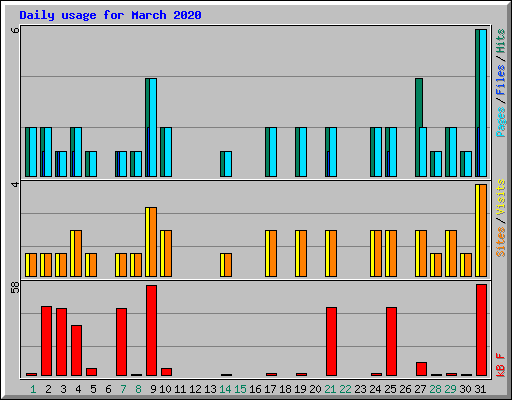 Daily usage for March 2020
6
Pages / Files / Hits
4
Sites / Visits
58
kB F
1 2 3 4 5 6 7 8 9 10 11 12 13 14 15 16 17 18 19 20 21 22 23 24 25 26 27 28 29 30 31